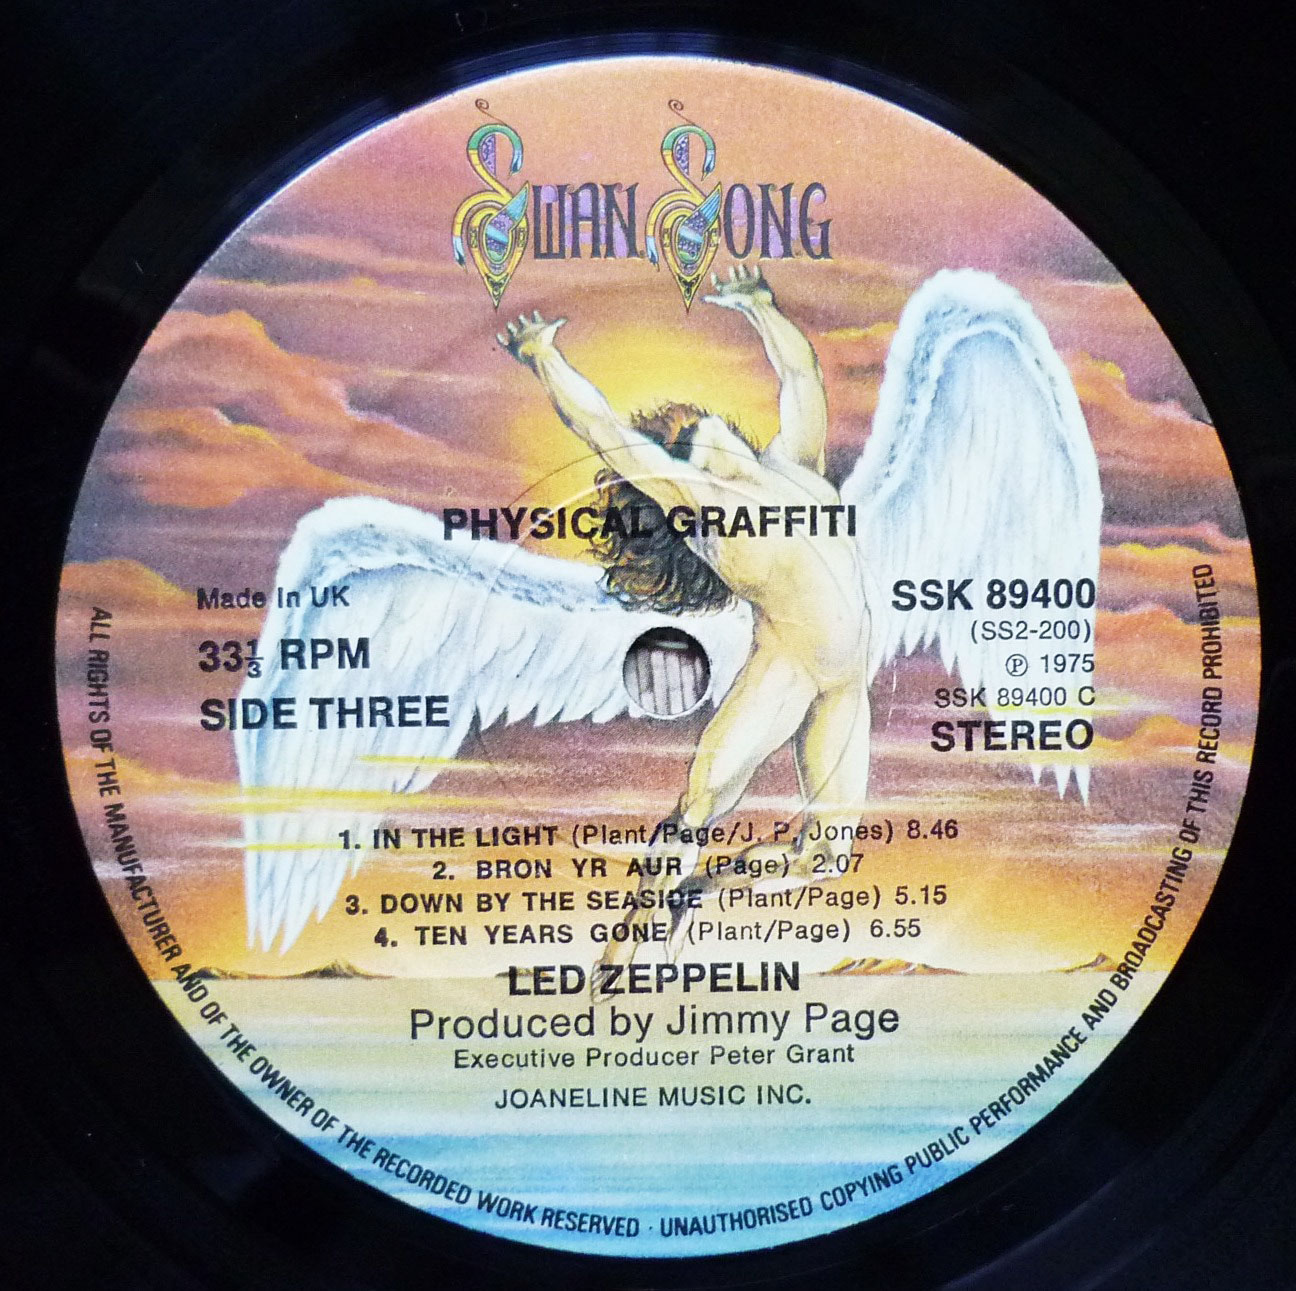 SWAN SONG
PHYSICAL GRAFFITI
Made In UK
33⅓ RPM
SIDE THREE
SSK 89400
(SS2-200)
℗ 1975
SSK 89400 C
STEREO
1. IN THE LIGHT (Plant/Page/J. P. Jones) 8.46
2. BRON YR AUR (Page) 2.07
3. DOWN BY THE SEASIDE (Plant/Page) 5.15
4. TEN YEARS GONE (Plant/Page) 6.55
LED ZEPPELIN
Produced by Jimmy Page
Executive Producer Peter Grant
JOANELINE MUSIC INC.
ALL RIGHTS OF THE MANUFACTURER AND OF THE OWNER OF THE RECORDED WORK RESERVED · UNAUTHORISED COPYING PUBLIC PERFORMANCE AND BROADCASTING OF THIS RECORD PROHIBITED